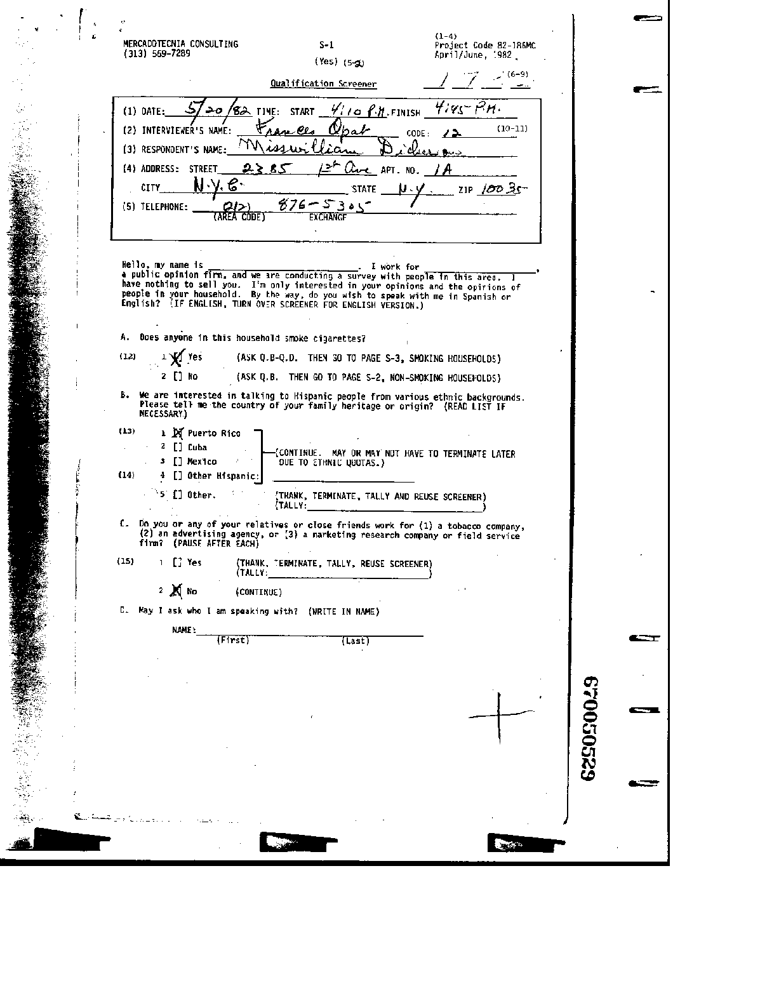 MERCADOTECNIA CONSULTING
(313) 559-7289
S-1
(Yes) (5-2)
(1-4)
Project Code 82-186MC
April/June, 1982
Qualification Screener
1 7 (6-9)
(1) DATE: 5/20/82 TIME: START 4:10 P.M. FINISH 4:45 P.M.
(2) INTERVIEWER'S NAME: Frances Opat CODE: 12 (10-11)
(3) RESPONDENT'S NAME: Misswilliam
(4) ADDRESS: STREET 2385 1st Ave APT. NO. 1A
CITY N.Y.C. STATE N.Y. ZIP 10035
(5) TELEPHONE: (212) 876-5305
(AREA CODE) EXCHANGE
Hello, my name is ____. I work for ____,
a public opinion firm, and we are conducting a survey with people in this area. I
have nothing to sell you. I'm only interested in your opinions and the opinions of
people in your household. By the way, do you wish to speak with me in Spanish or
English? (IF ENGLISH, TURN OVER SCREENER FOR ENGLISH VERSION.)
A. Does anyone in this household smoke cigarettes?
(12) 1 [X] Yes (ASK Q.B-Q.D. THEN GO TO PAGE S-3, SMOKING HOUSEHOLDS)
2 [] No (ASK Q.B. THEN GO TO PAGE S-2, NON-SMOKING HOUSEHOLDS)
B. We are interested in talking to Hispanic people from various ethnic backgrounds.
Please tell me the country of your family heritage or origin? (READ LIST IF
NECESSARY)
(13) 1 [X] Puerto Rico
2 [] Cuba
3 [] Mexico
(CONTINUE. MAY OR MAY NOT HAVE TO TERMINATE LATER
DUE TO ETHNIC QUOTAS.)
(14) 4 [] Other Hispanic:
5 [] Other. (THANK, TERMINATE, TALLY AND REUSE SCREENER)
(TALLY:____)
C. Do you or any of your relatives or close friends work for (1) a tobacco company,
(2) an advertising agency, or (3) a marketing research company or field service
firm? (PAUSE AFTER EACH)
(15) 1 [] Yes (THANK, TERMINATE, TALLY, REUSE SCREENER)
(TALLY:____)
2 [X] No (CONTINUE)
D. May I ask who I am speaking with? (WRITE IN NAME)
NAME:
(First) (Last)
670050529